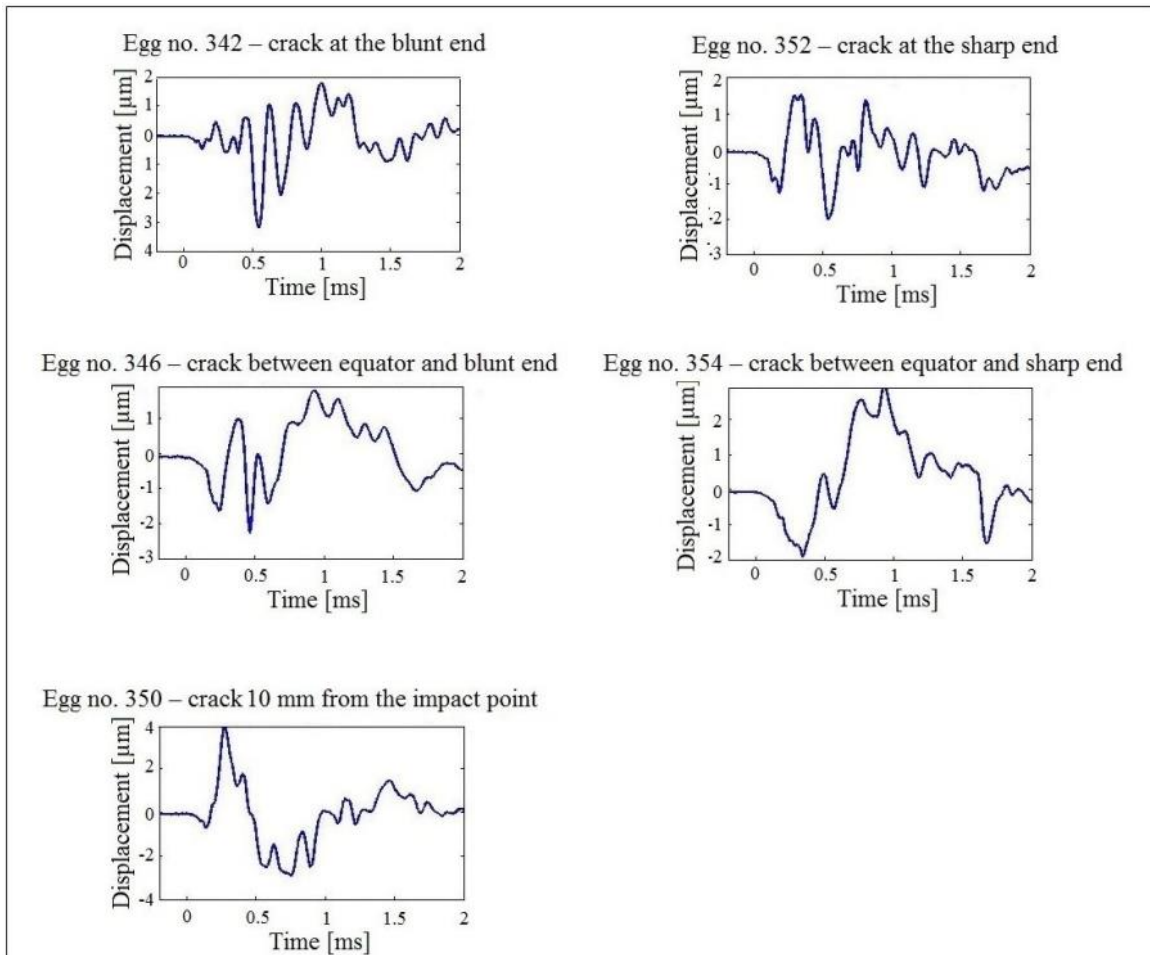 Egg no. 342 – crack at the blunt end
Displacement [µm]
2
1
0
1
2
3
4
0 0.5 1 1.5 2
Time [ms]
Egg no. 352 – crack at the sharp end
Displacement [µm]
2
1
0
-1
-2
-3
0 0.5 1 1.5 2
Time [ms]
Egg no. 346 – crack between equator and blunt end
Displacement [µm]
1
0
-1
-2
-3
0 0.5 1 1.5 2
Time [ms]
Egg no. 354 – crack between equator and sharp end
Displacement [µm]
2
1
0
-1
-2
0 0.5 1 1.5 2
Time [ms]
Egg no. 350 – crack 10 mm from the impact point
Displacement [µm]
4
2
0
-2
-4
0 0.5 1 1.5 2
Time [ms]